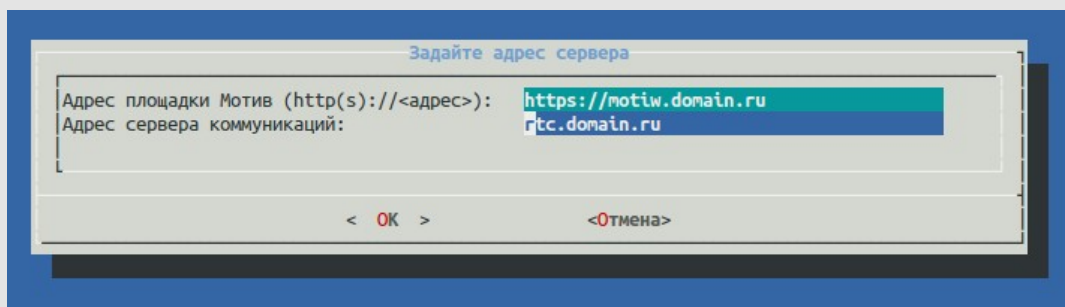 Задайте адрес сервера
Адрес площадки Мотив (http(s)://<адрес>): https://motiw.domain.ru
Адрес сервера коммуникаций: rtc.domain.ru
< OK > <Отмена>